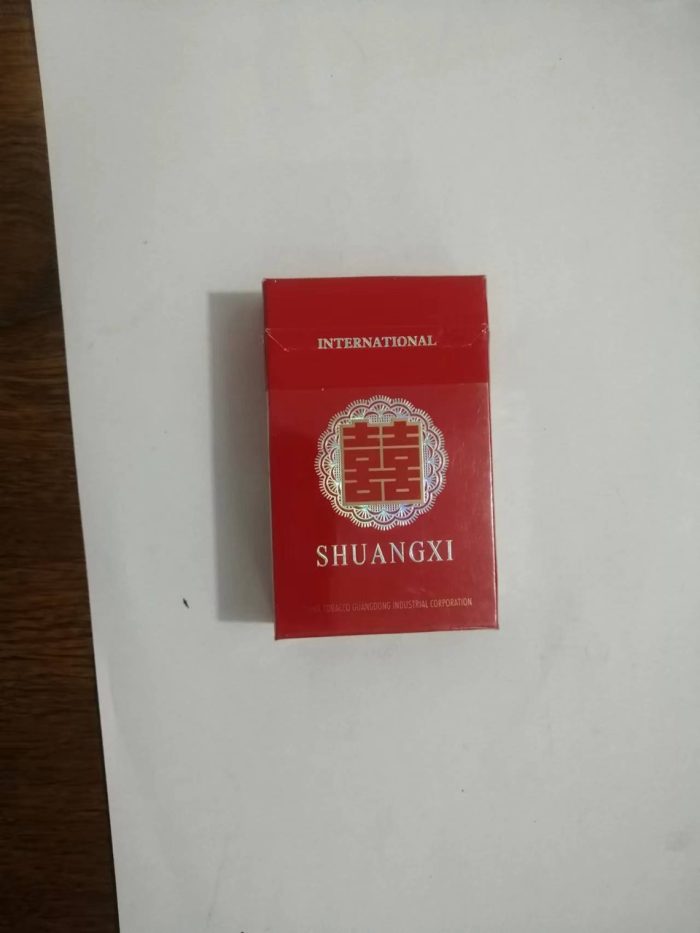 INTERNATIONAL
囍
SHUANGXI
TOBACCO GUANGDONG INDUSTRIAL CORPORATION